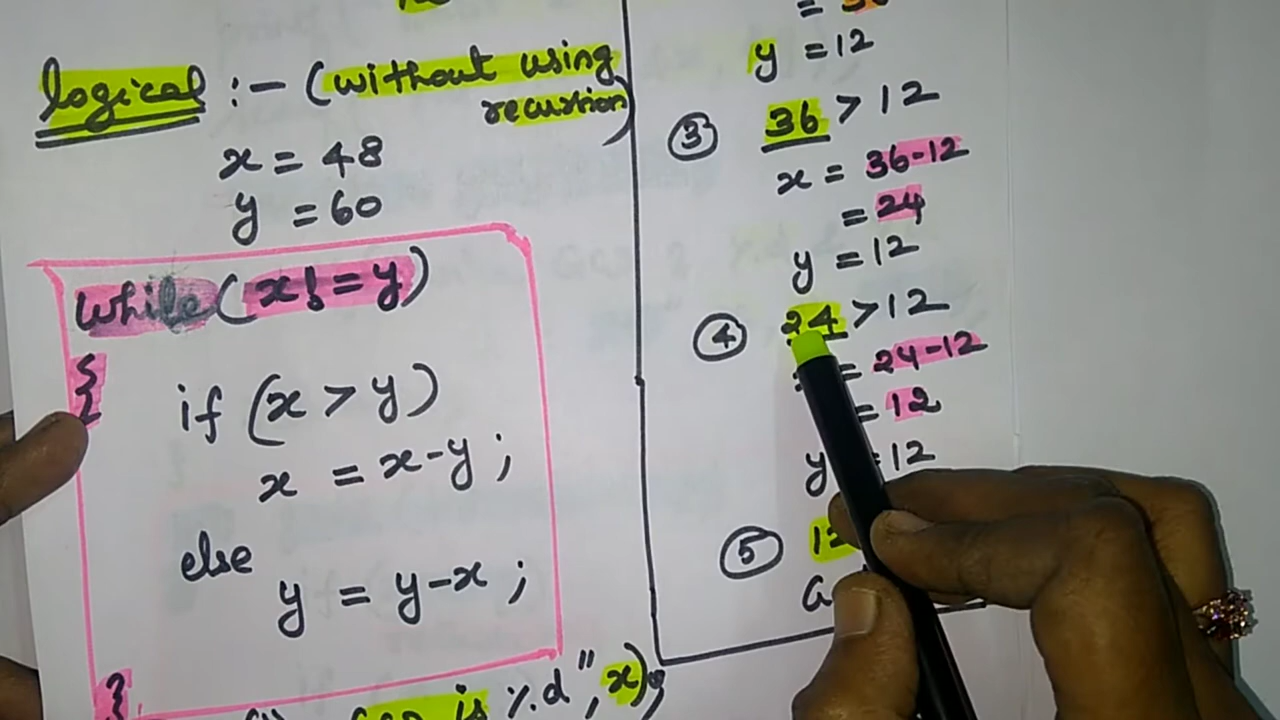 logical :- (without using
recursion)
x = 48
y = 60
while (x != y)
{
if (x > y)
x = x-y ;
else
y = y-x ;
}
is %d", x);
y = 12
③ 36 > 12
x = 36-12
= 24
y = 12
④ 24 > 12
= 24-12
= 12
y = 12
⑤